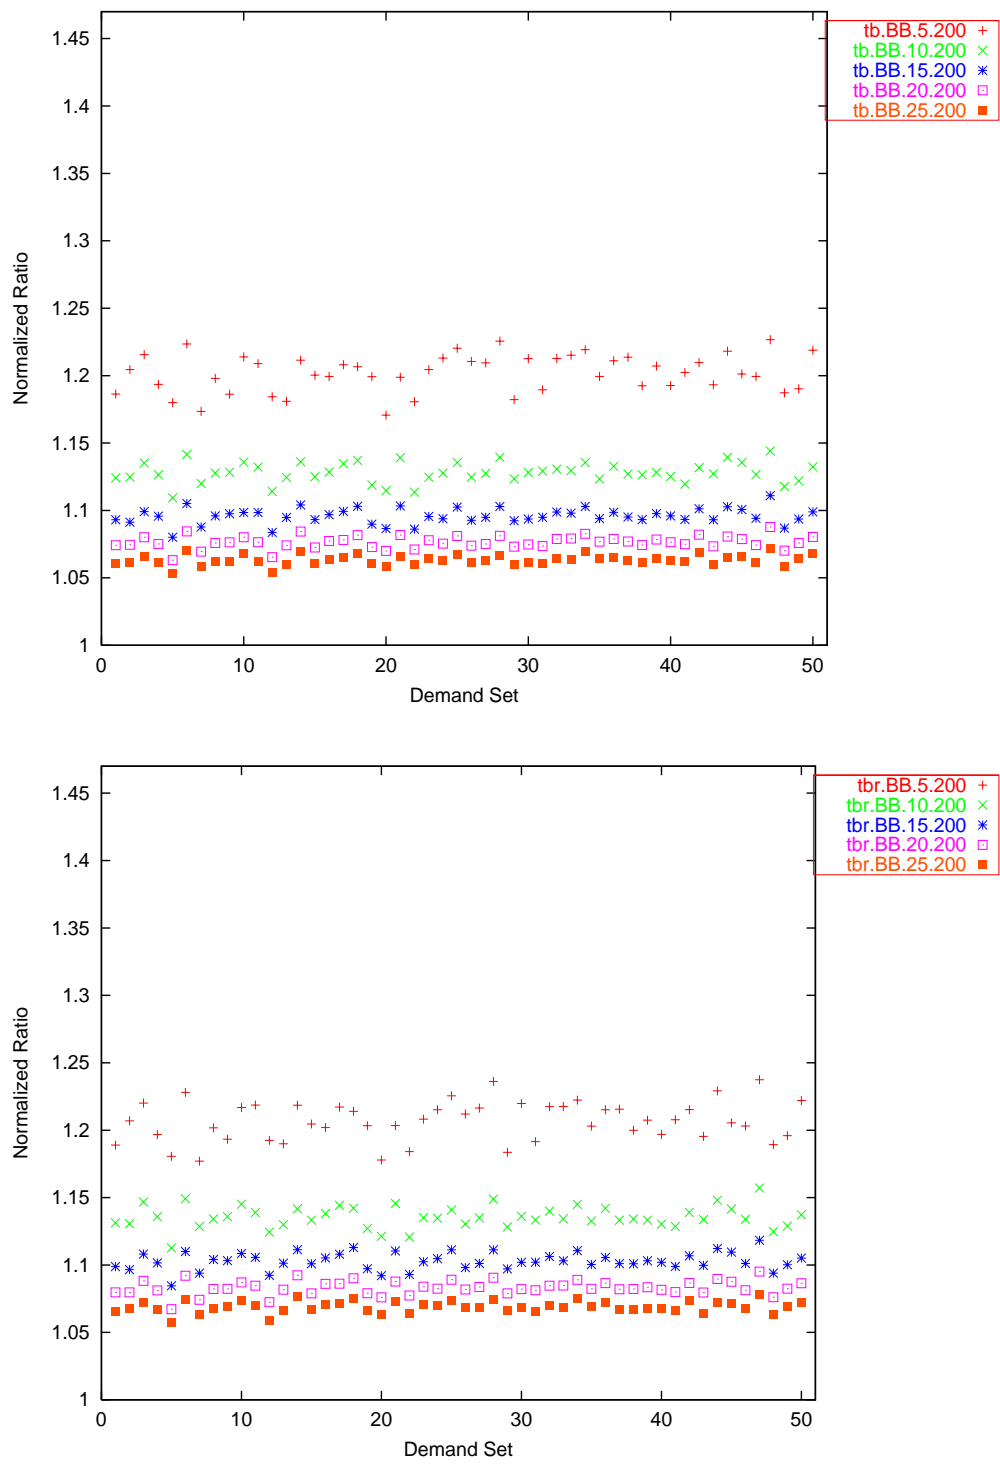 1.45
1.4
1.35
1.3
1.25
1.2
1.15
1.1
1.05
1
0 10 20 30 40 50
Normalized Ratio
Demand Set
tb.BB.5.200
tb.BB.10.200
tb.BB.15.200
tb.BB.20.200
tb.BB.25.200
1.45
1.4
1.35
1.3
1.25
1.2
1.15
1.1
1.05
1
0 10 20 30 40 50
Normalized Ratio
Demand Set
tbr.BB.5.200
tbr.BB.10.200
tbr.BB.15.200
tbr.BB.20.200
tbr.BB.25.200